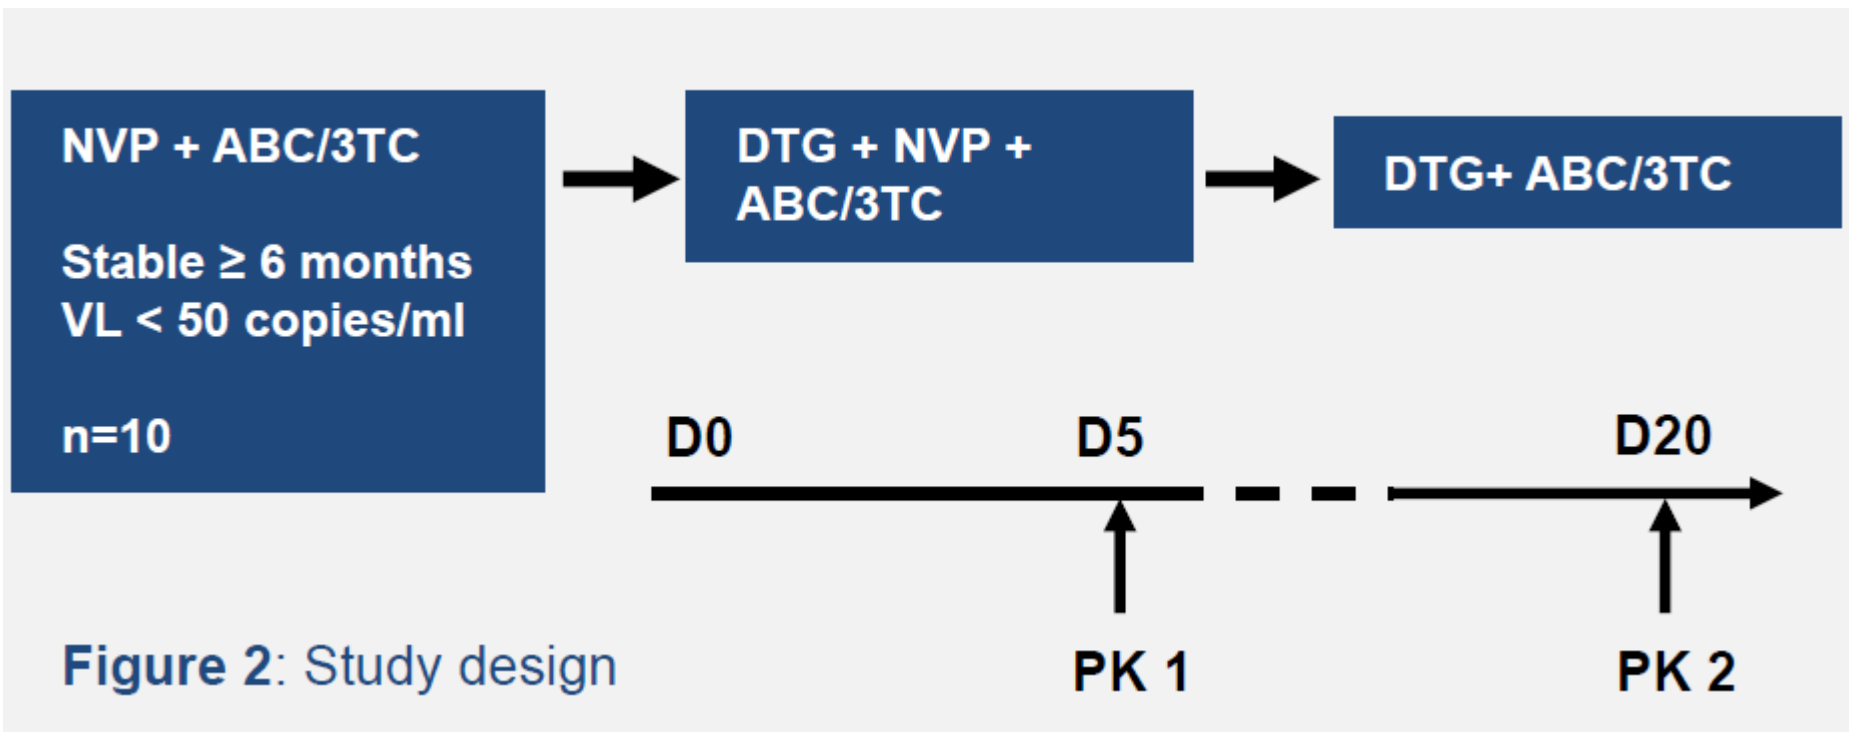 NVP + ABC/3TC
Stable ≥ 6 months
VL < 50 copies/ml
n=10
DTG + NVP +
ABC/3TC
DTG+ ABC/3TC
D0
D5
D20
PK 1
PK 2
Figure 2: Study design